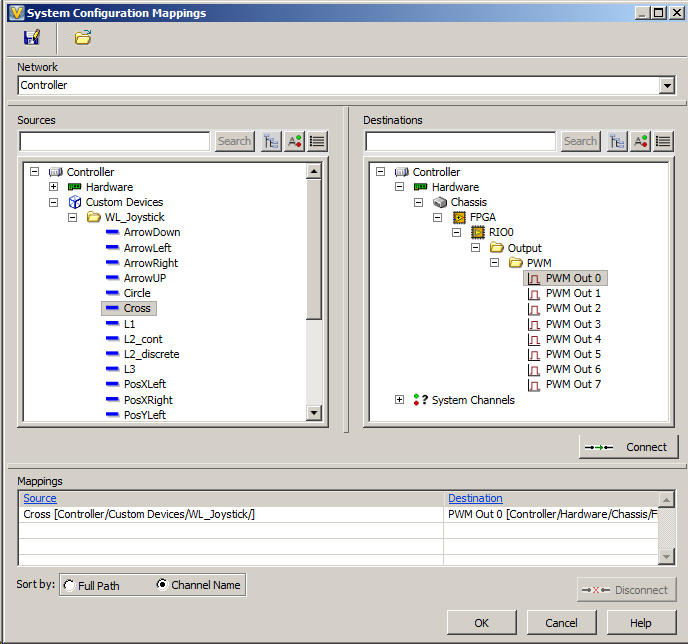 System Configuration Mappings
Network
Controller
Sources
Search
Controller
Hardware
Custom Devices
WL_Joystick
ArrowDown
ArrowLeft
ArrowRight
ArrowUP
Circle
Cross
L1
L2_cont
L2_discrete
L3
PosXLeft
PosXRight
PosYLeft
Destinations
Search
Controller
Hardware
Chassis
FPGA
RIO0
Output
PWM
PWM Out 0
PWM Out 1
PWM Out 2
PWM Out 3
PWM Out 4
PWM Out 5
PWM Out 6
PWM Out 7
System Channels
Connect
Mappings
Source Destination
Cross [Controller/Custom Devices/WL_Joystick/] PWM Out 0 [Controller/Hardware/Chassis/F
Sort by: Full Path Channel Name
Disconnect
OK Cancel Help